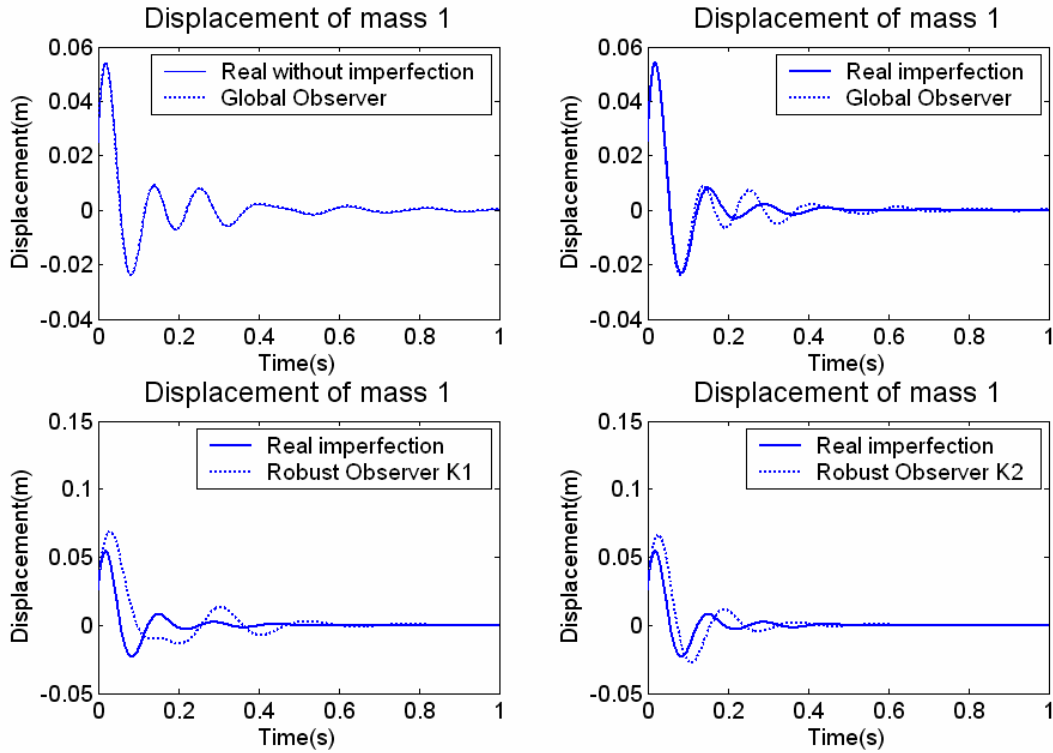 Displacement of mass 1
0.06
0.04
0.02
0
-0.02
-0.04
Displacement(m)
Real without imperfection
Global Observer
0 0.2 0.4 0.6 0.8 1
Time(s)
Displacement of mass 1
0.06
0.04
0.02
0
-0.02
-0.04
Displacement(m)
Real imperfection
Global Observer
0 0.2 0.4 0.6 0.8 1
Time(s)
Displacement of mass 1
0.15
0.1
0.05
0
-0.05
Displacement(m)
Real imperfection
Robust Observer K1
0 0.2 0.4 0.6 0.8 1
Time(s)
Displacement of mass 1
0.15
0.1
0.05
0
-0.05
Displacement(m)
Real imperfection
Robust Observer K2
0 0.2 0.4 0.6 0.8 1
Time(s)